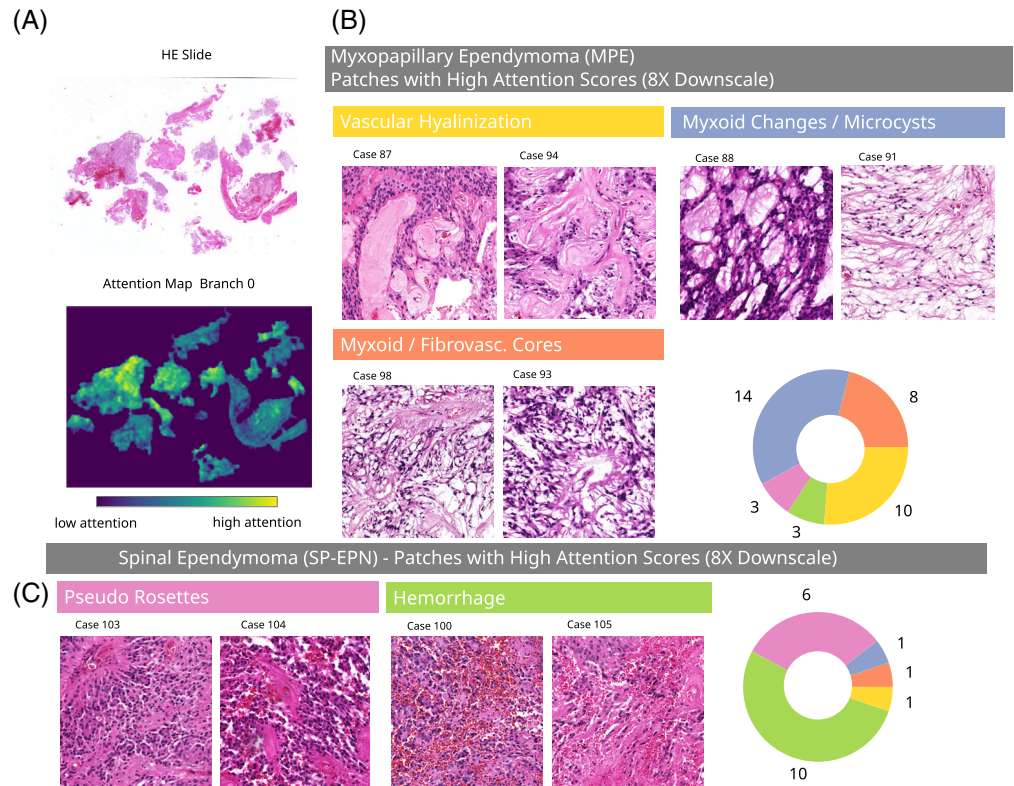 (A)
HE Slide
Attention Map  Branch 0
low attention
high attention
(B)
Myxopapillary Ependymoma (MPE)
Patches with High Attention Scores (8X Downscale)
Vascular Hyalinization
Case 87
Case 94
Myxoid Changes / Microcysts
Case 88
Case 91
Myxoid / Fibrovasc. Cores
Case 98
Case 93
14
8
3
3
10
Spinal Ependymoma (SP-EPN) - Patches with High Attention Scores (8X Downscale)
(C)
Pseudo Rosettes
Case 103
Case 104
Hemorrhage
Case 100
Case 105
6
1
1
1
10